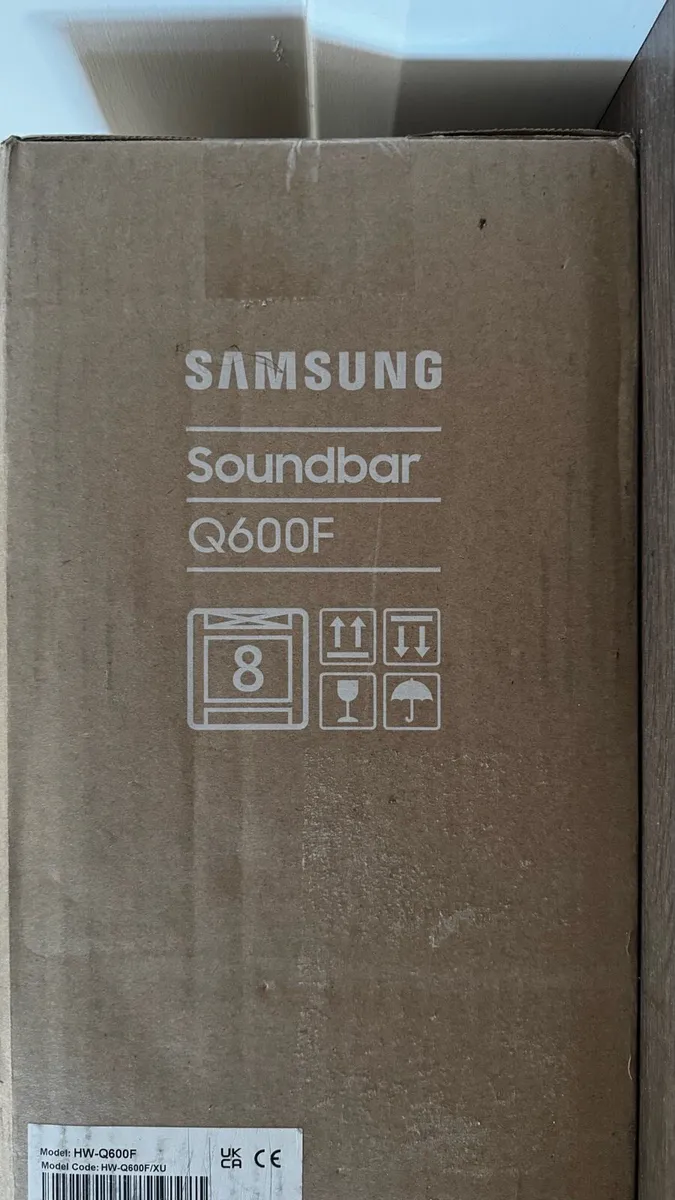 SAMSUNG
Soundbar
Q600F
8
Model: HW-Q600F
Model Code: HW-Q600F/XU
UK
CA CE